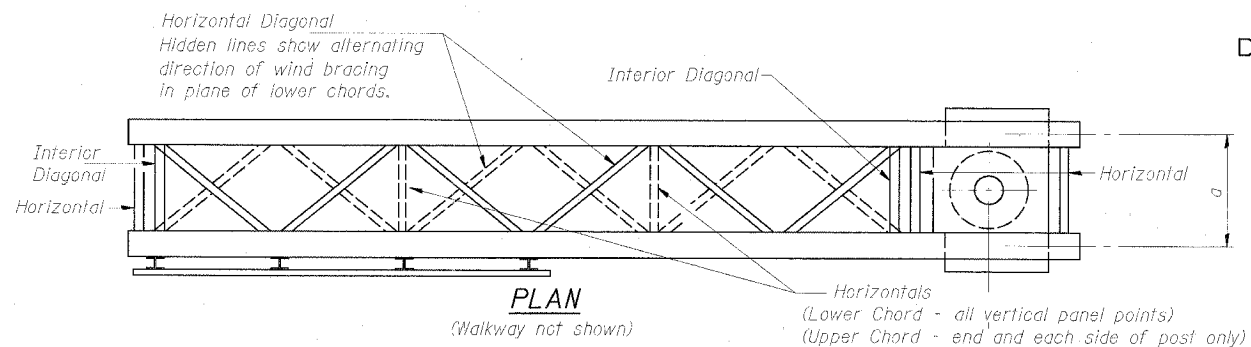 Horizontal Diagonal
Hidden lines show alternating
direction of wind bracing
in plane of lower chords.
D
Interior Diagonal
Interior
Diagonal
Horizontal
Horizontal
a
PLAN
(Walkway not shown)
Horizontals
(Lower Chord - all vertical panel points)
(Upper Chord - end and each side of post only)